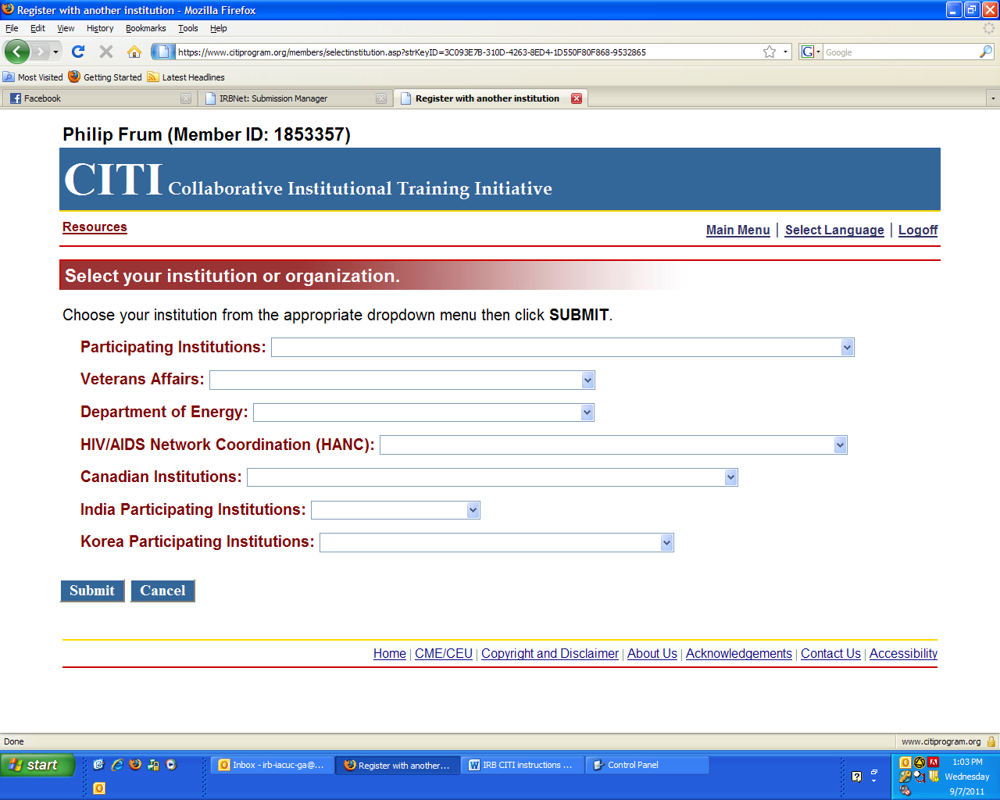 Register with another institution - Mozilla Firefox
File Edit View History Bookmarks Tools Help
https://www.citiprogram.org/members/selectinstitution.asp?strKeyID=3C093E7B-310D-4263-8ED4-1D550F80F868-9532865
G Google
Most Visited Getting Started Latest Headlines
Facebook IRBNet: Submission Manager Register with another institution
Philip Frum (Member ID: 1853357)
CITI Collaborative Institutional Training Initiative
Resources
Main Menu | Select Language | Logoff
Select your institution or organization.
Choose your institution from the appropriate dropdown menu then click SUBMIT.
Participating Institutions:
Veterans Affairs:
Department of Energy:
HIV/AIDS Network Coordination (HANC):
Canadian Institutions:
India Participating Institutions:
Korea Participating Institutions:
Submit Cancel
Home | CME/CEU | Copyright and Disclaimer | About Us | Acknowledgements | Contact Us | Accessibility
Done
www.citiprogram.org
start
Inbox - irb-iacuc-ga@... Register with another... IRB CITI instructions ... Control Panel
1:03 PM
Wednesday
9/7/2011